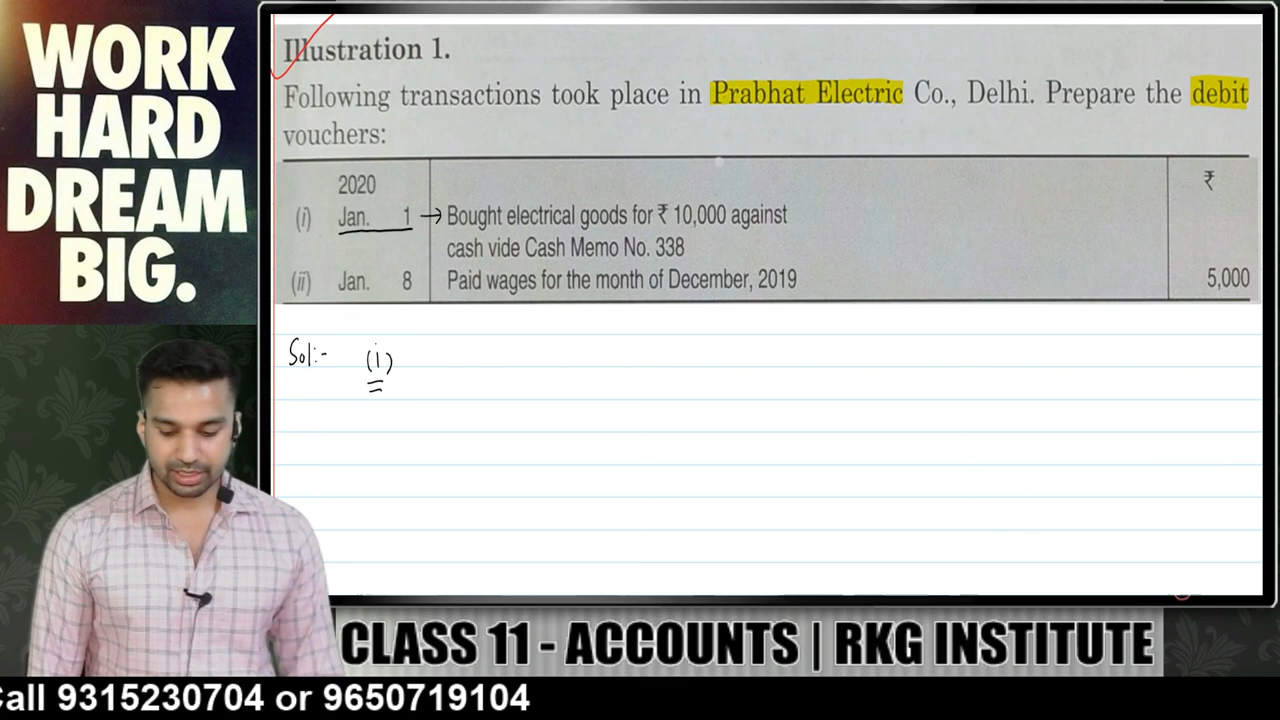 WORK
HARD
DREAM
BIG.
Illustration 1.
Following transactions took place in Prabhat Electric Co., Delhi. Prepare the debit
vouchers:
2020 ₹
(i) Jan. 1 → Bought electrical goods for ₹ 10,000 against
cash vide Cash Memo No. 338
(ii) Jan. 8 Paid wages for the month of December, 2019 5,000
Sol:- (i)
CLASS 11 - ACCOUNTS | RKG INSTITUTE
Call 9315230704 or 9650719104